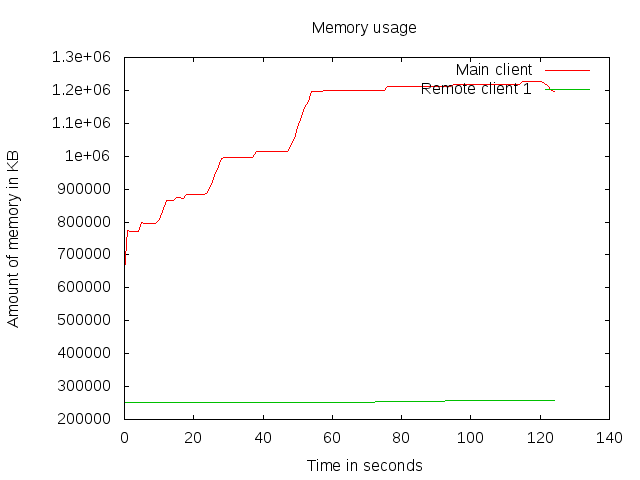 Memory usage
1.3e+06
1.2e+06
1.1e+06
1e+06
900000
800000
700000
600000
500000
400000
300000
200000
Main client
Remote client 1
Amount of memory in KB
0 20 40 60 80 100 120 140
Time in seconds